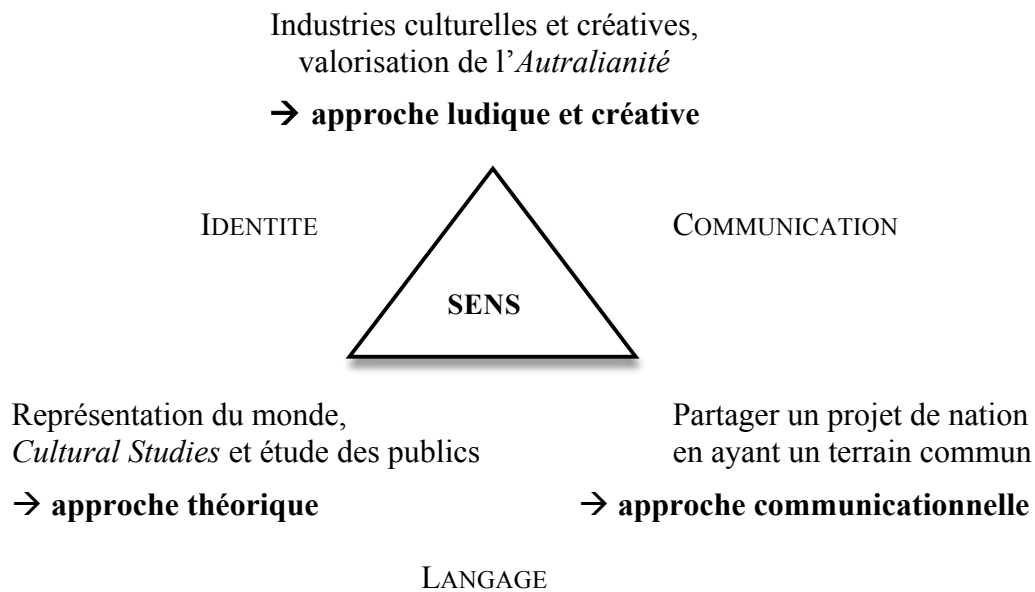 Industries culturelles et créatives,
valorisation de l’Autralianité
→ approche ludique et créative
IDENTITE
COMMUNICATION
SENS
Représentation du monde,
Cultural Studies et étude des publics
→ approche théorique
Partager un projet de nation
en ayant un terrain commun
→ approche communicationnelle
LANGAGE